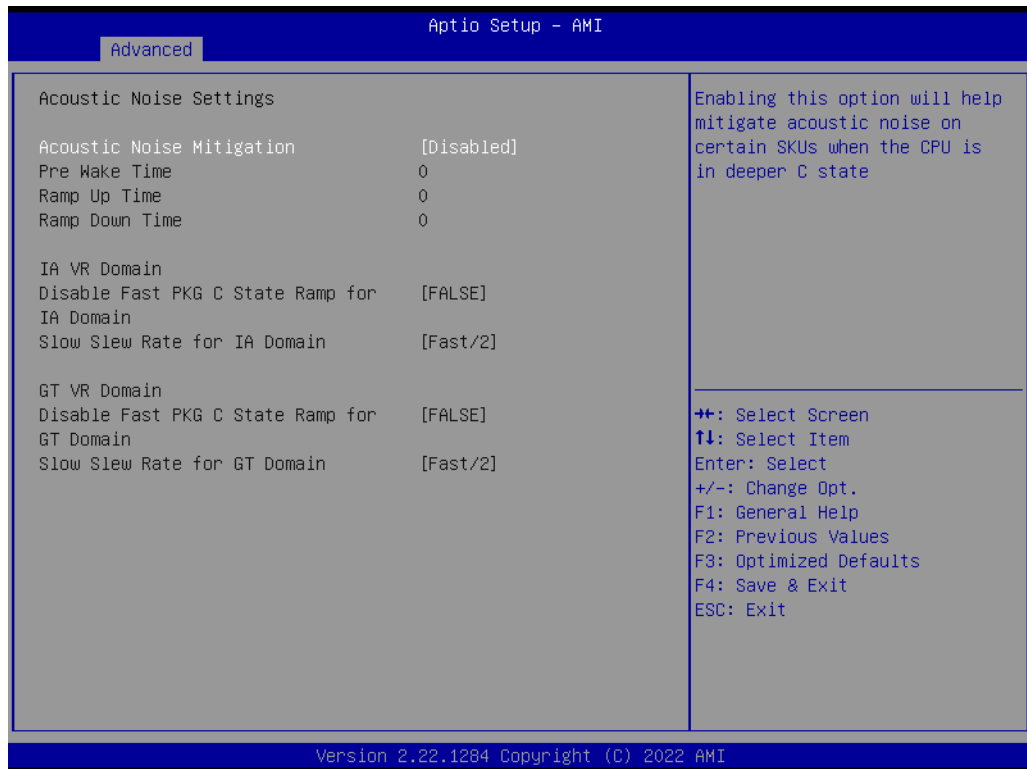 Aptio Setup – AMI
Advanced
Acoustic Noise Settings
Acoustic Noise Mitigation [Disabled]
Pre Wake Time 0
Ramp Up Time 0
Ramp Down Time 0
IA VR Domain
Disable Fast PKG C State Ramp for [FALSE]
IA Domain
Slow Slew Rate for IA Domain [Fast/2]
GT VR Domain
Disable Fast PKG C State Ramp for [FALSE]
GT Domain
Slow Slew Rate for GT Domain [Fast/2]
Enabling this option will help
mitigate acoustic noise on
certain SKUs when the CPU is
in deeper C state
→←: Select Screen
↑↓: Select Item
Enter: Select
+/-: Change Opt.
F1: General Help
F2: Previous Values
F3: Optimized Defaults
F4: Save & Exit
ESC: Exit
Version 2.22.1284 Copyright (C) 2022 AMI